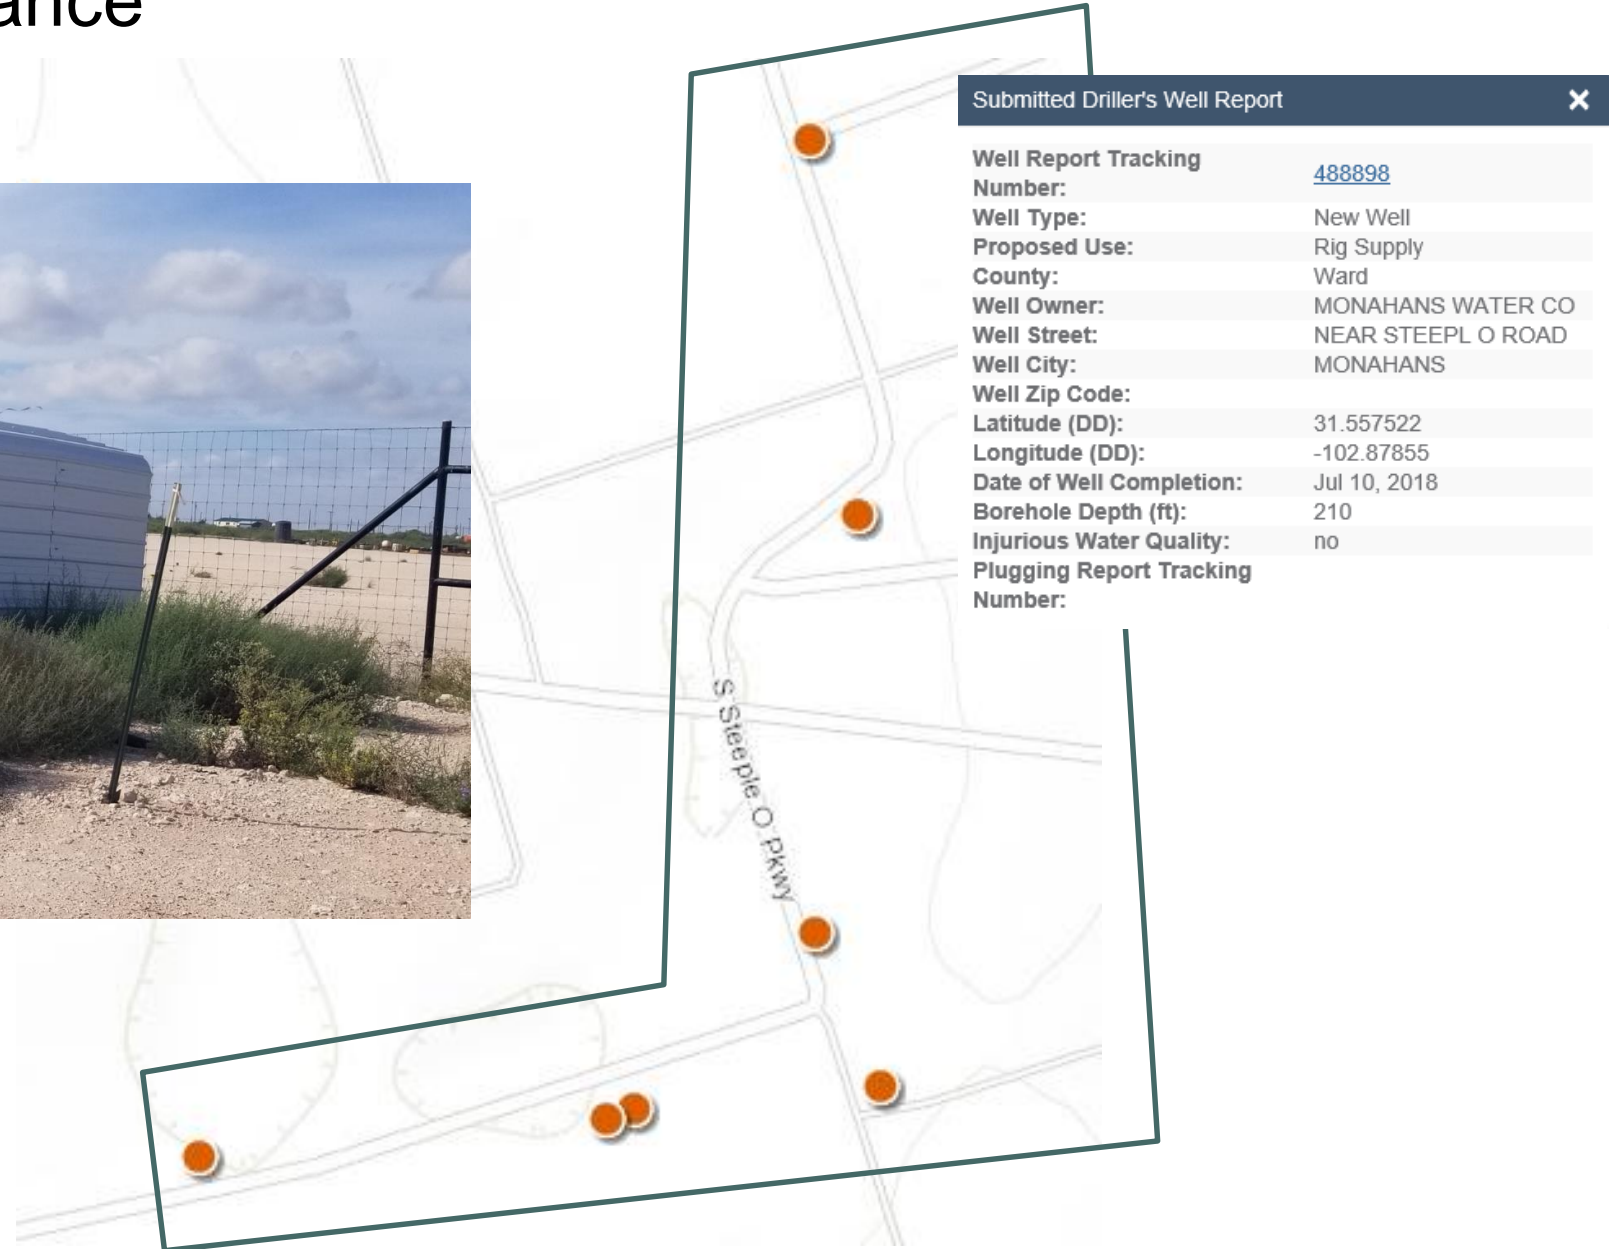 Submitted Driller's Well Report
Well Report Tracking
Number:
488898
Well Type: New Well
Proposed Use: Rig Supply
County: Ward
Well Owner: MONAHANS WATER CO
Well Street: NEAR STEEPL O ROAD
Well City: MONAHANS
Well Zip Code:
Latitude (DD): 31.557522
Longitude (DD): -102.87855
Date of Well Completion: Jul 10, 2018
Borehole Depth (ft): 210
Injurious Water Quality: no
Plugging Report Tracking
Number:
S Steeple O Pkwy